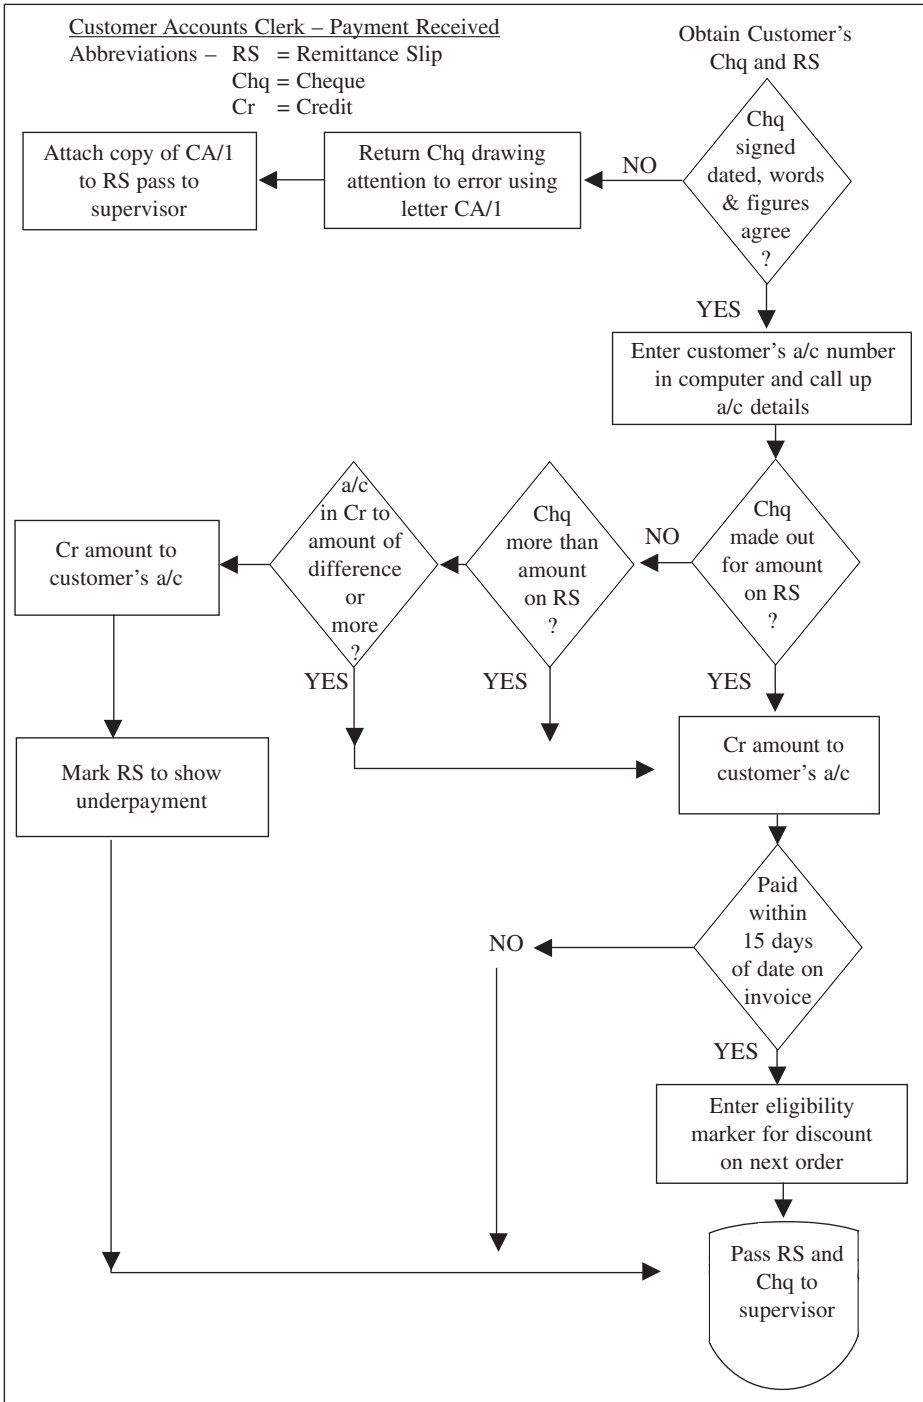 Customer Accounts Clerk – Payment Received
Abbreviations – RS = Remittance Slip
Chq = Cheque
Cr = Credit
Obtain Customer's
Chq and RS
Chq
signed
dated, words
& figures
agree
?
NO
Return Chq drawing
attention to error using
letter CA/1
Attach copy of CA/1
to RS pass to
supervisor
YES
Enter customer's a/c number
in computer and call up
a/c details
Chq
made out
for amount
on RS
?
NO
Chq
more than
amount
on RS
?
a/c
in Cr to
amount of
difference
or
more
?
Cr amount to
customer's a/c
YES
YES
YES
Mark RS to show
underpayment
Cr amount to
customer's a/c
Paid
within
15 days
of date on
invoice
NO
YES
Enter eligibility
marker for discount
on next order
Pass RS and
Chq to
supervisor